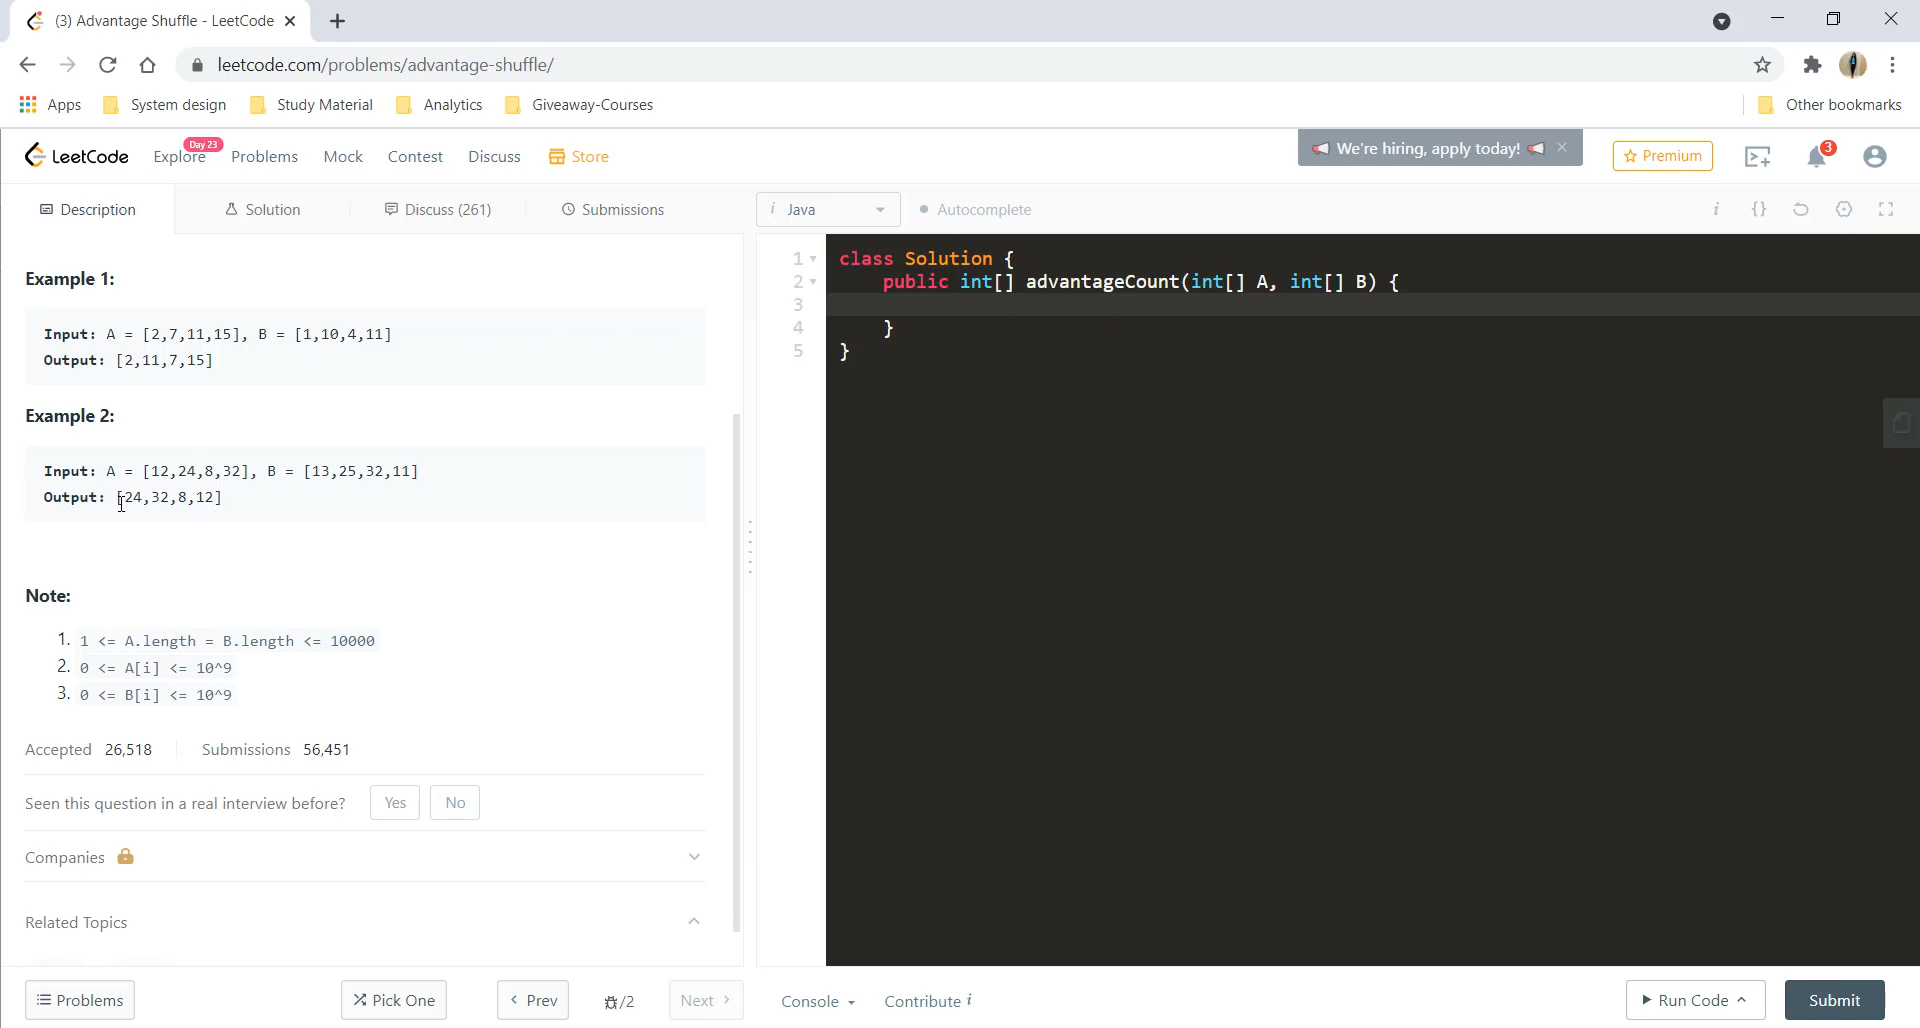 (3) Advantage Shuffle - LeetCode
leetcode.com/problems/advantage-shuffle/
Apps System design Study Material Analytics Giveaway-Courses Other bookmarks
LeetCode Explore Day 23 Problems Mock Contest Discuss Store We're hiring, apply today! Premium 3
Description Solution Discuss (261) Submissions i Java Autocomplete i {}
Example 1:
Input: A = [2,7,11,15], B = [1,10,4,11]
Output: [2,11,7,15]
Example 2:
Input: A = [12,24,8,32], B = [13,25,32,11]
Output: [24,32,8,12]
Note:
1. 1 <= A.length = B.length <= 10000
2. 0 <= A[i] <= 10^9
3. 0 <= B[i] <= 10^9
Accepted 26,518 Submissions 56,451
Seen this question in a real interview before? Yes No
Companies
Related Topics
1 class Solution {
2 public int[] advantageCount(int[] A, int[] B) {
3
4 }
5 }
Problems Pick One < Prev /2 Next > Console Contribute i Run Code Submit